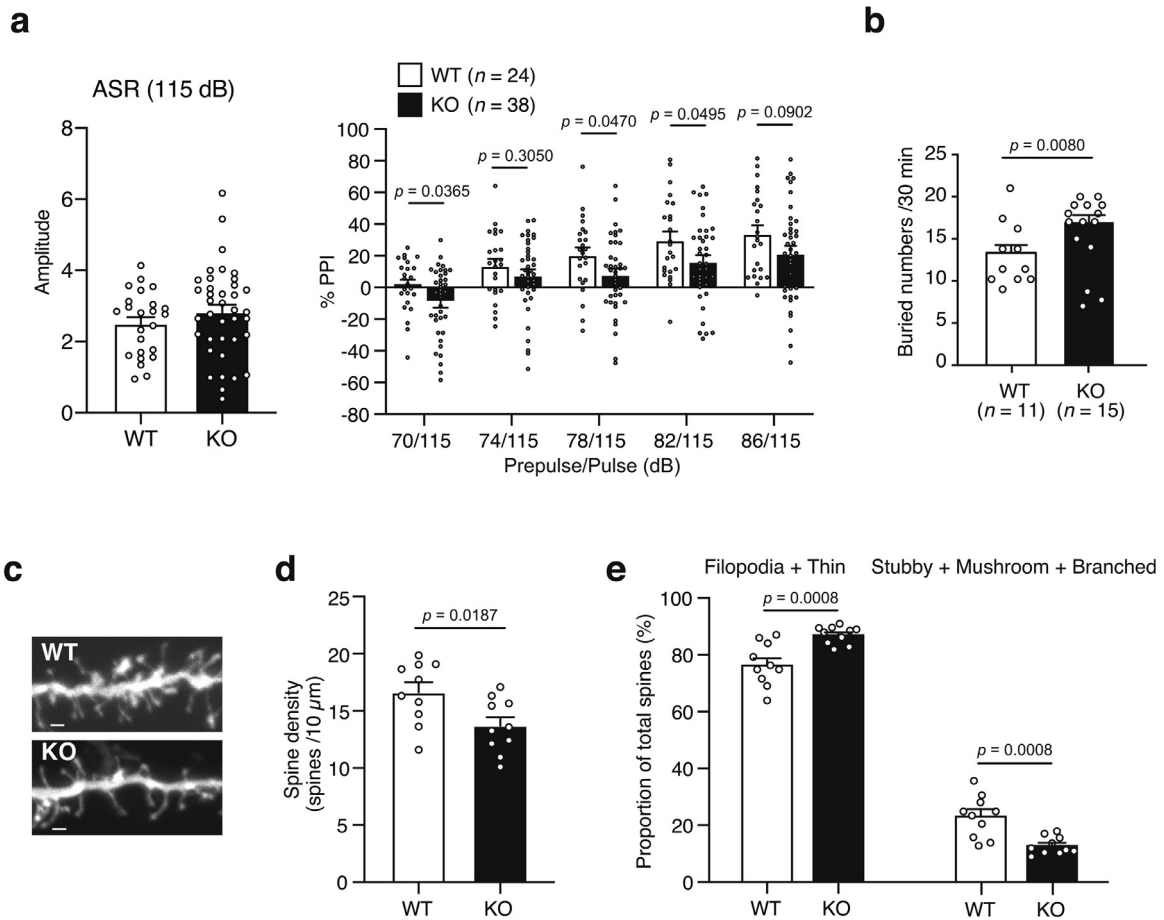 a
ASR (115 dB)
8
6
4
2
0
Amplitude
WT
KO
WT (n = 24)
KO (n = 38)
100
80
60
40
20
0
-20
-40
-60
-80
% PPI
p = 0.0365
p = 0.3050
p = 0.0470
p = 0.0495
p = 0.0902
70/115
74/115
78/115
82/115
86/115
Prepulse/Pulse (dB)
b
25
20
15
10
5
0
Buried numbers /30 min
p = 0.0080
WT
(n = 11)
KO
(n = 15)
c
WT
KO
d
25
20
15
10
5
0
Spine density
(spines /10 µm)
p = 0.0187
WT
KO
e
Filopodia + Thin
Stubby + Mushroom + Branched
100
80
60
40
20
0
Proportion of total spines (%)
p = 0.0008
p = 0.0008
WT
KO
WT
KO